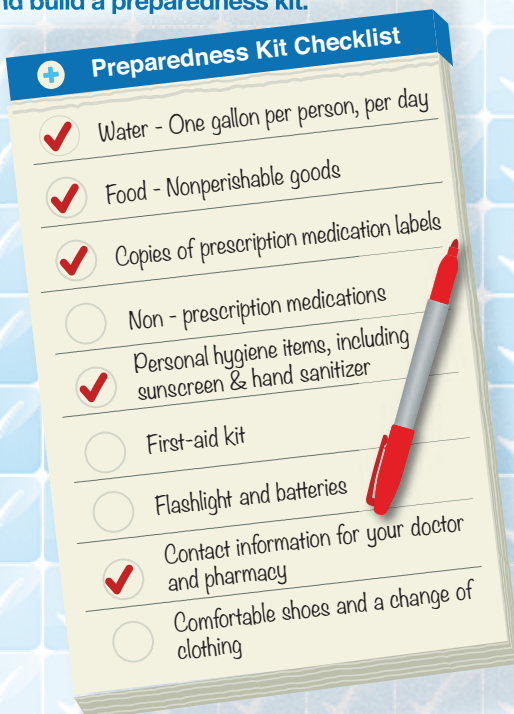 and build a preparedness kit.
Preparedness Kit Checklist
Water - One gallon per person, per day
Food - Nonperishable goods
Copies of prescription medication labels
Non - prescription medications
Personal hygiene items, including
sunscreen & hand sanitizer
First-aid kit
Flashlight and batteries
Contact information for your doctor
and pharmacy
Comfortable shoes and a change of
clothing